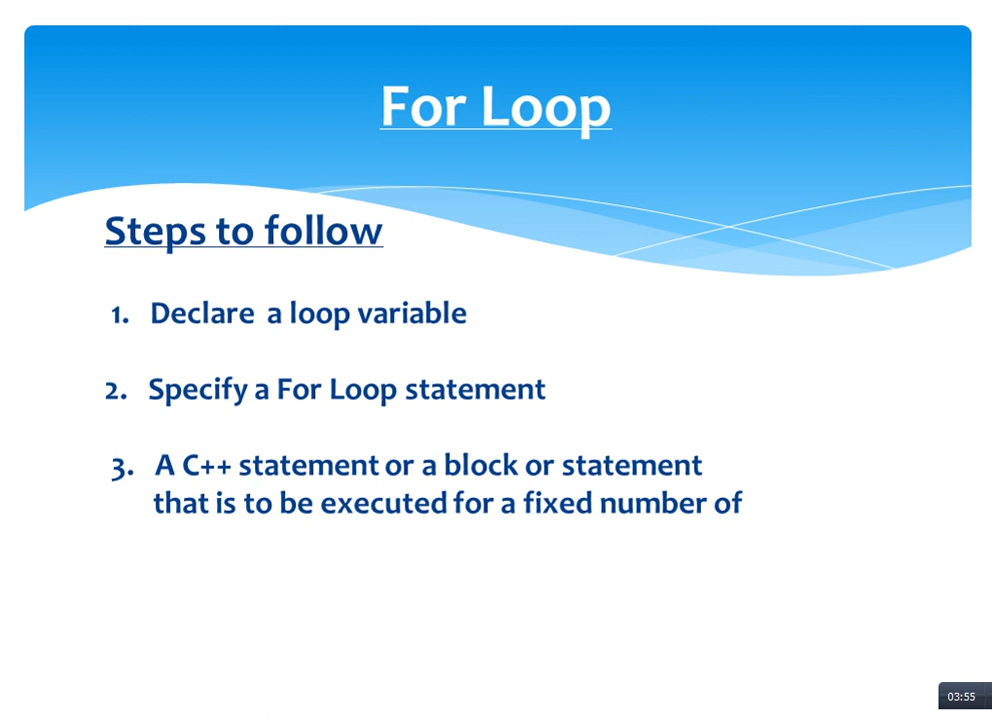 For Loop
Steps to follow
1. Declare a loop variable
2. Specify a For Loop statement
3. A C++ statement or a block or statement
that is to be executed for a fixed number of
03:55